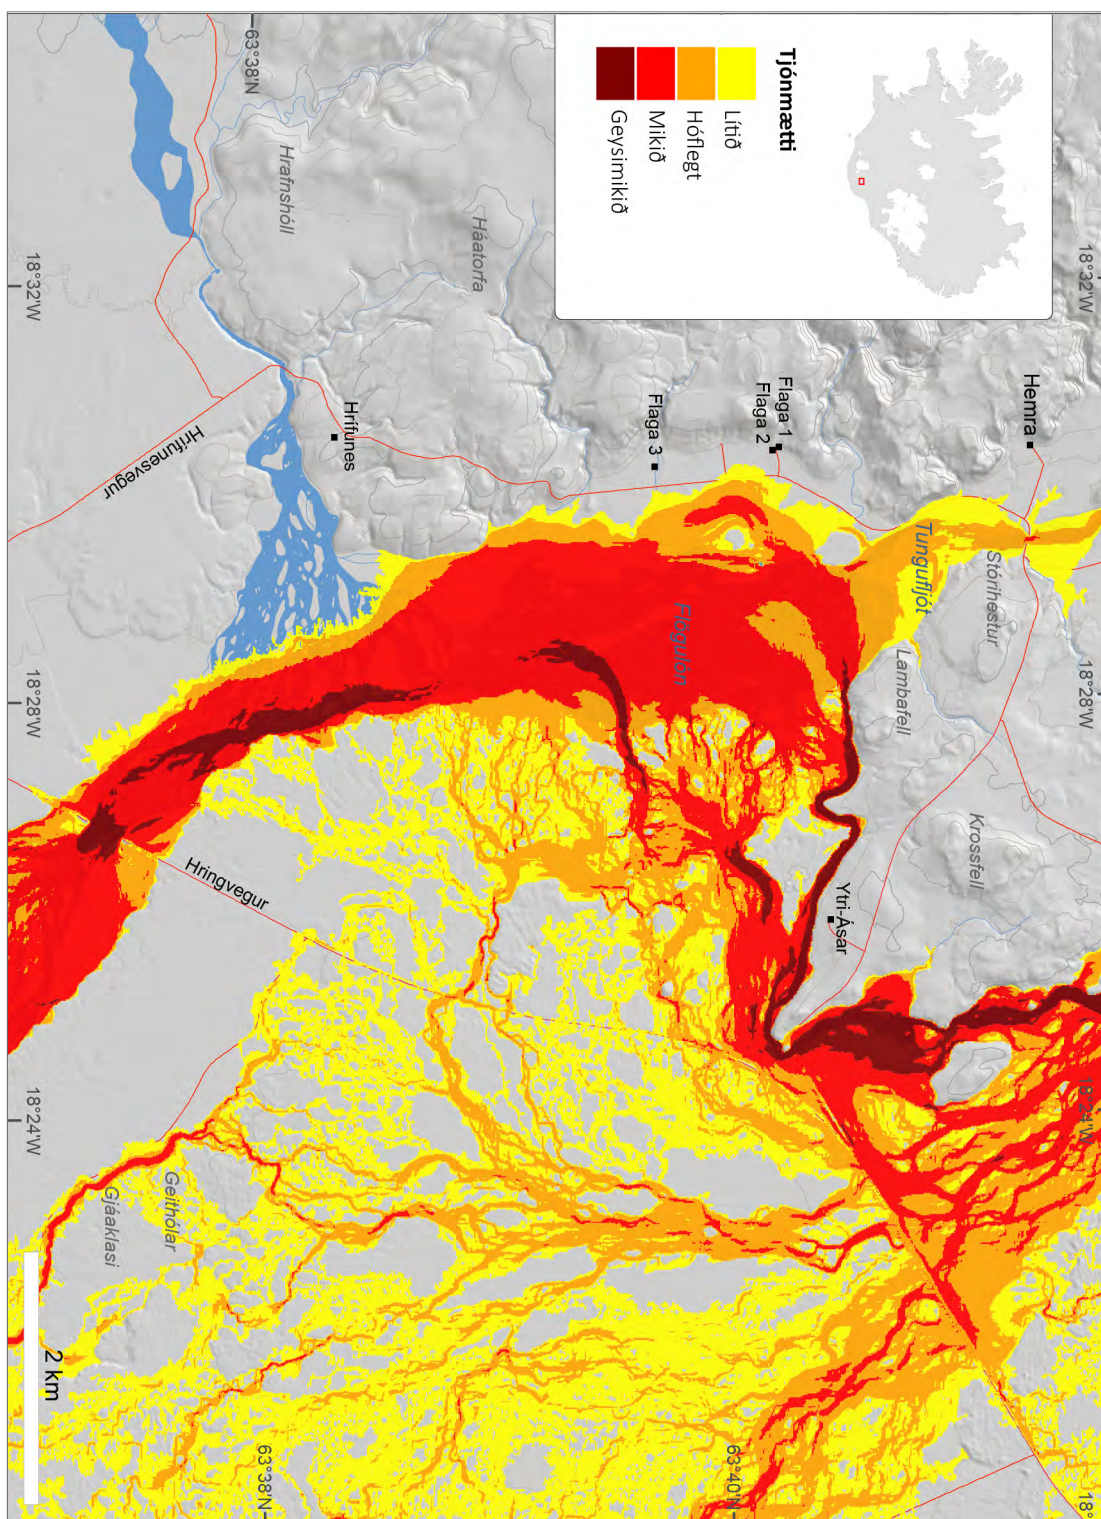 Tjónmætti
Lítið
Hóflegt
Mikið
Geysimikið
18°32'W
18°28'W
18°24'W
18°
Hemra
Stórihestur
Krossfell
Tungufljót
Lambafell
Ytri-Ásar
Flaga 1
Flaga 2
Flaga 3
Flögulón
63°40'N
Háatorfa
Hrífunes
Hrafnshóll
63°38'N
63°38'N
Hringvegur
Hrífunesvegur
Geithólar
Gjáaklasi
18°32'W
18°28'W
18°24'W
2 km